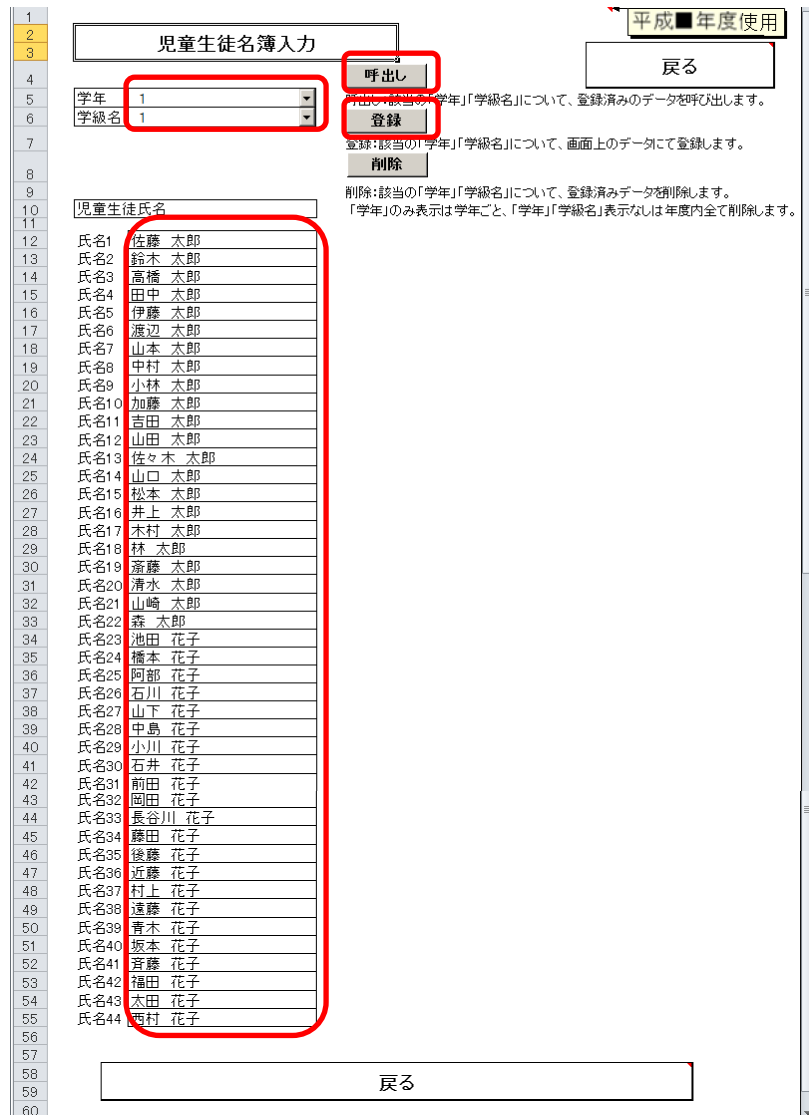 平成■年度使用
児童生徒名簿入力
呼出し
戻る
学年 1
呼出し:該当の「学年」「学級名」について、登録済みのデータを呼び出します。
学級名 1
登録
登録:該当の「学年」「学級名」について、画面上のデータにて登録します。
削除
削除:該当の「学年」「学級名」について、登録済みデータを削除します。
児童生徒氏名
「学年」のみ表示は学年ごと、「学年」「学級名」表示なしは年度内全て削除します。
氏名1 佐藤 太郎
氏名2 鈴木 太郎
氏名3 高橋 太郎
氏名4 田中 太郎
氏名5 伊藤 太郎
氏名6 渡辺 太郎
氏名7 山本 太郎
氏名8 中村 太郎
氏名9 小林 太郎
氏名10 加藤 太郎
氏名11 吉田 太郎
氏名12 山田 太郎
氏名13 佐々木 太郎
氏名14 山口 太郎
氏名15 松本 太郎
氏名16 井上 太郎
氏名17 木村 太郎
氏名18 林 太郎
氏名19 斎藤 太郎
氏名20 清水 太郎
氏名21 山崎 太郎
氏名22 森 太郎
氏名23 池田 花子
氏名24 橋本 花子
氏名25 阿部 花子
氏名26 石川 花子
氏名27 山下 花子
氏名28 中島 花子
氏名29 小川 花子
氏名30 石井 花子
氏名31 前田 花子
氏名32 岡田 花子
氏名33 長谷川 花子
氏名34 藤田 花子
氏名35 後藤 花子
氏名36 近藤 花子
氏名37 村上 花子
氏名38 遠藤 花子
氏名39 青木 花子
氏名40 坂本 花子
氏名41 斉藤 花子
氏名42 福田 花子
氏名43 太田 花子
氏名44 西村 花子
戻る